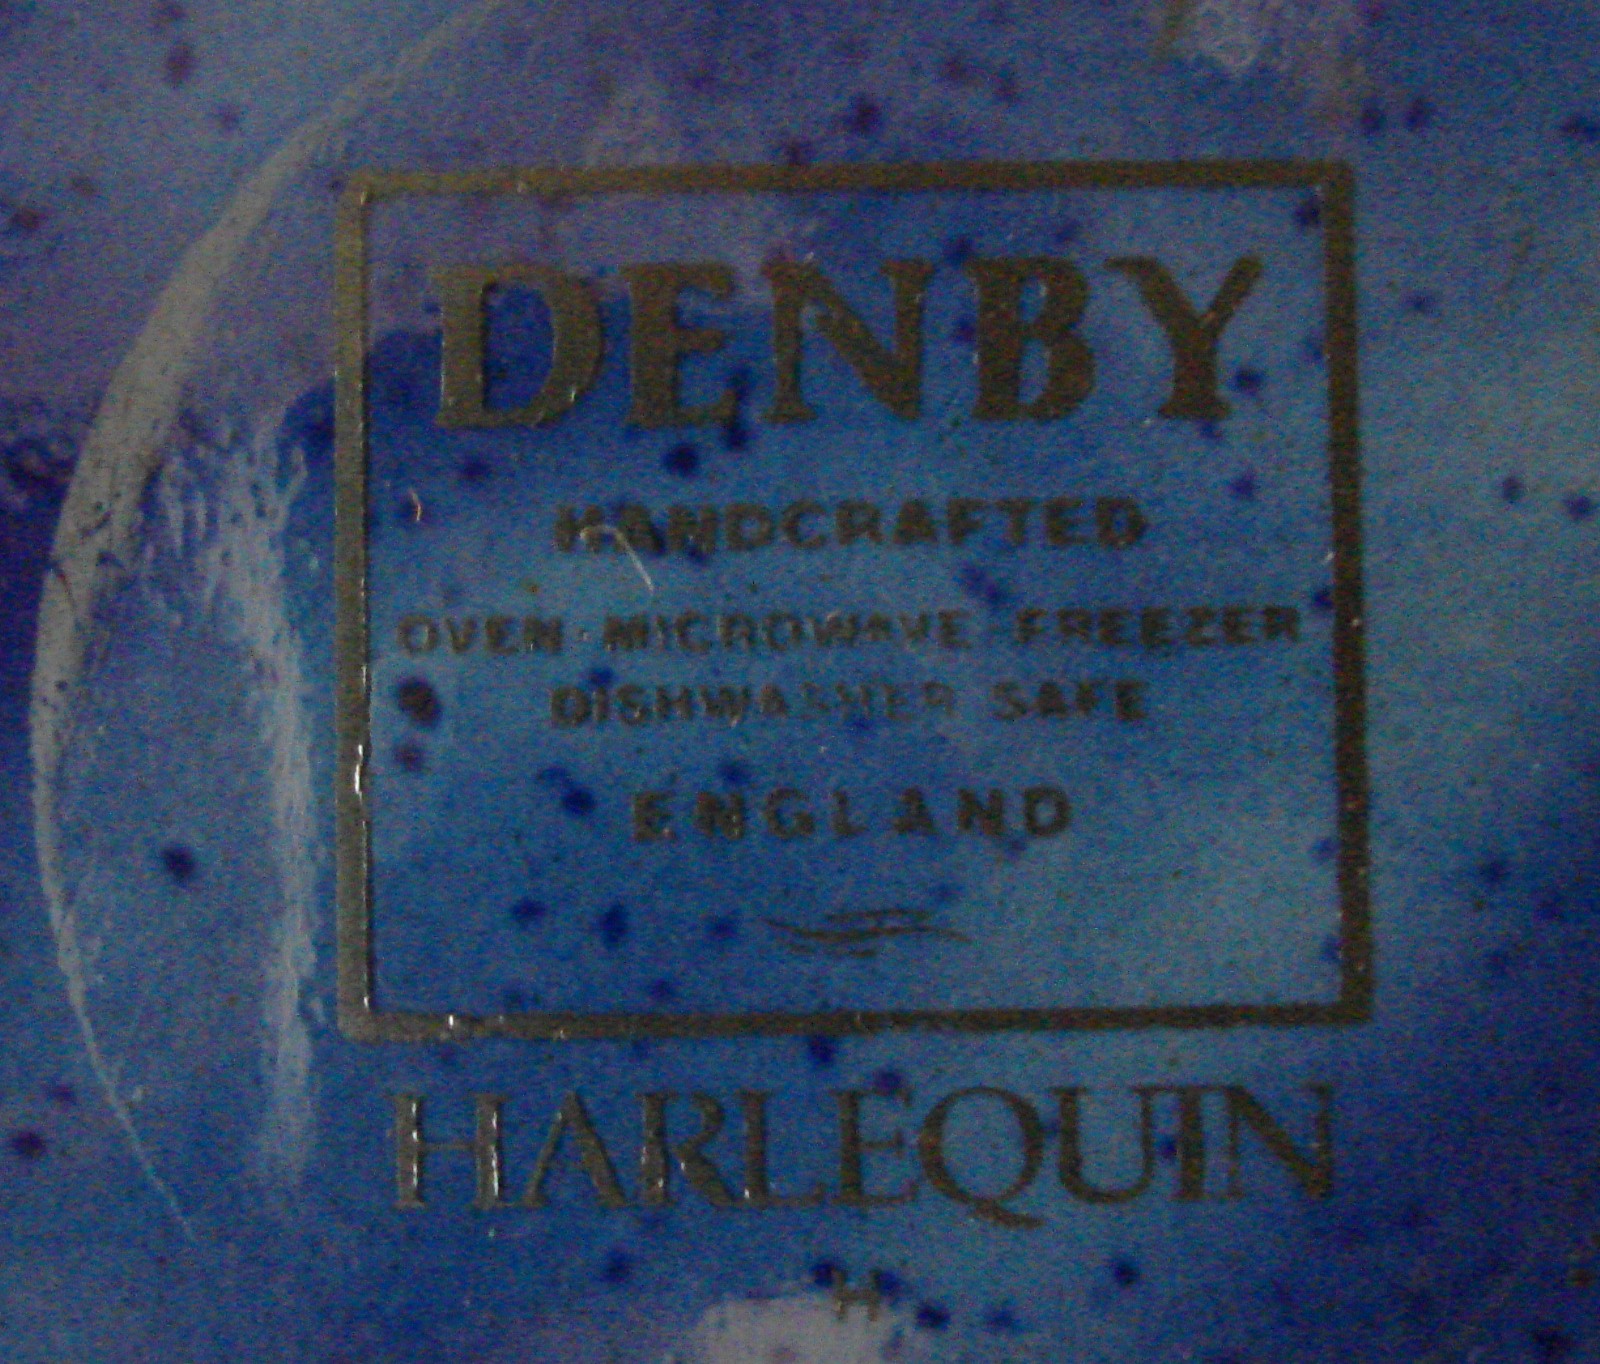 DENBY
HANDCRAFTED
OVEN · MICROWAVE FREEZER
DISHWASHER SAFE
ENGLAND
HARLEQUIN
H